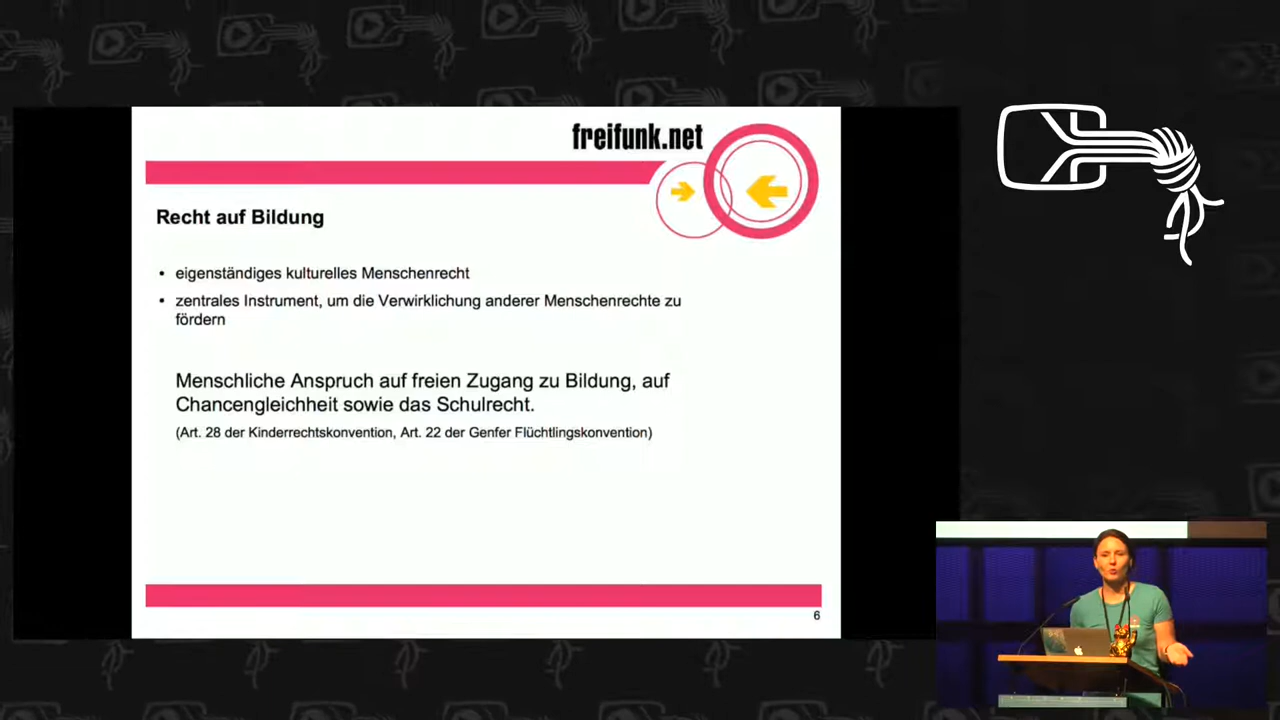 freifunk.net
Recht auf Bildung
• eigenständiges kulturelles Menschenrecht
• zentrales Instrument, um die Verwirklichung anderer Menschenrechte zu
fördern
Menschliche Anspruch auf freien Zugang zu Bildung, auf
Chancengleichheit sowie das Schulrecht.
(Art. 28 der Kinderrechtskonvention, Art. 22 der Genfer Flüchtlingskonvention)
6